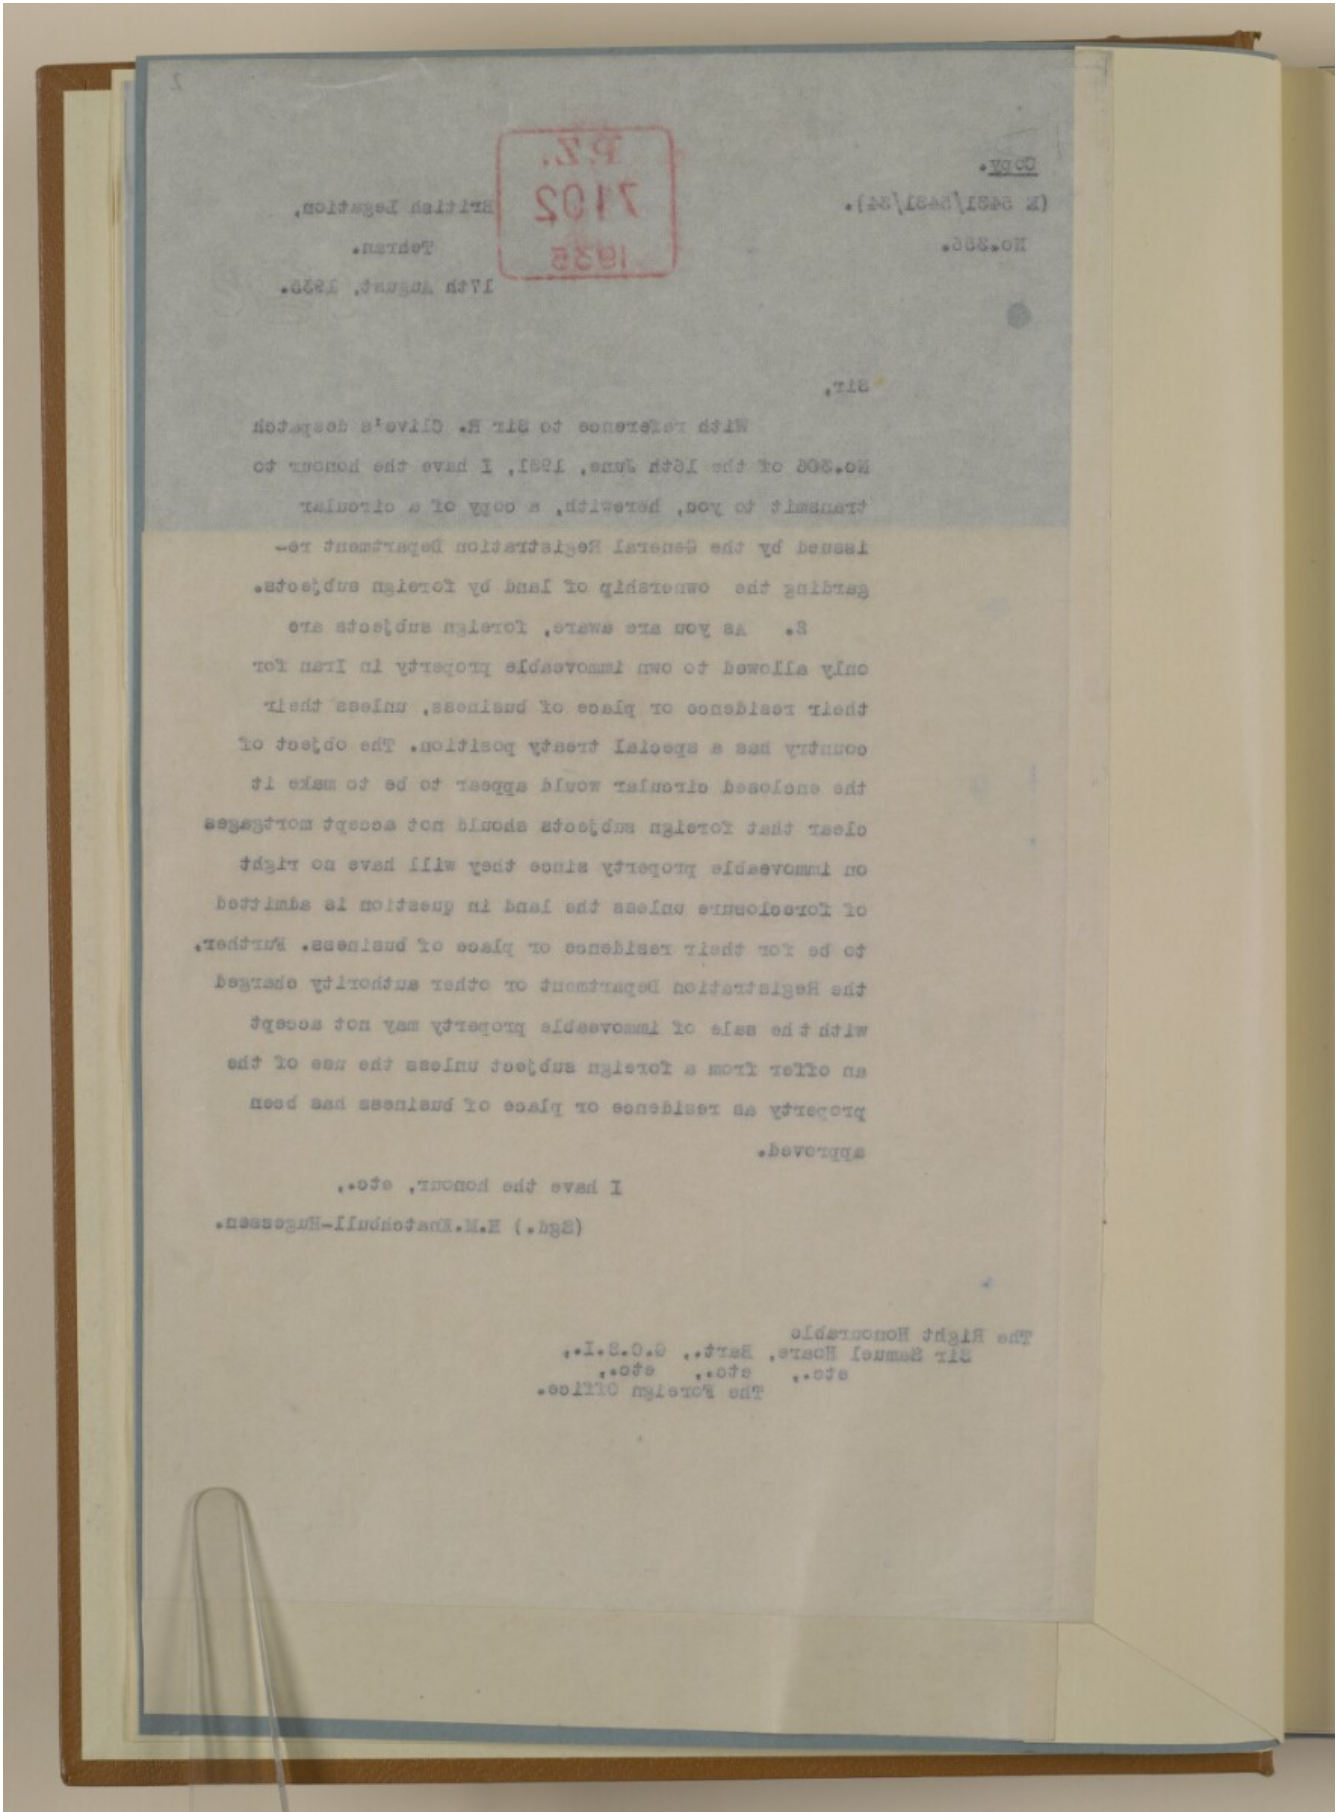 Copy.
(E 5431/5431/34).
No.356.
P.Z.
7102
1935
British Legation,
Tehran.
17th August, 1935.
Sir,
With reference to Sir R. Clive's despatch
No.306 of the 16th June, 1931, I have the honour to
transmit to you, herewith, a copy of a circular
issued by the General Registration Department re-
garding the ownership of land by foreign subjects.
2. As you are aware, foreign subjects are
only allowed to own immoveable property in Iran for
their residence or place of business, unless their
country has a special treaty position. The object of
the enclosed circular would appear to be to make it
clear that foreign subjects should not accept mortgages
on immoveable property since they will have no right
of foreclosure unless the land in question is admitted
to be for their residence or place of business. Further,
the Registration Department or other authority charged
with the sale of immoveable property may not accept
an offer from a foreign subject unless the use of the
property as residence or place of business has been
approved.
I have the honour, etc.,
(Sgd.) H.M.Knatchbull-Hugessen.
The Right Honourable
Sir Samuel Hoare, Bart., G.C.S.I.,
etc., etc., etc.,
The Foreign Office.